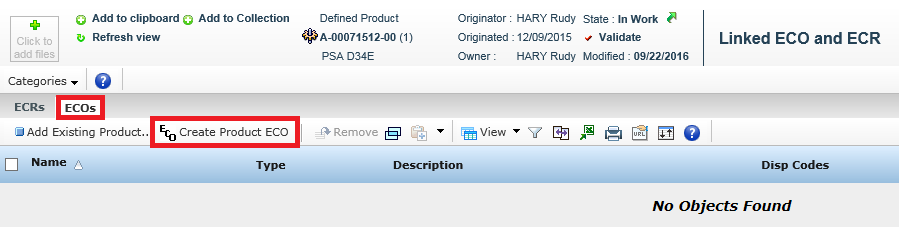 Click to
add files
Add to clipboard Add to Collection
Refresh view
Defined Product
A-00071512-00 (1)
PSA D34E
Originator : HARY Rudy
Originated : 12/09/2015
Owner : HARY Rudy
State : In Work
Validate
Modified : 09/22/2016
Linked ECO and ECR
Categories ?
ECRs ECOs
Add Existing Product... ECO Create Product ECO Remove View URL ?
Name Type Description Disp Codes
No Objects Found